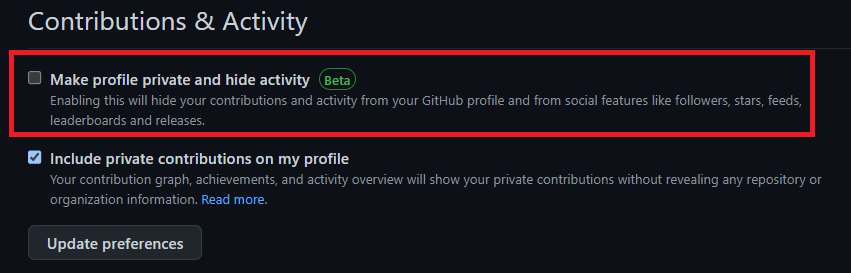 Contributions & Activity
Make profile private and hide activity Beta
Enabling this will hide your contributions and activity from your GitHub profile and from social features like followers, stars, feeds,
leaderboards and releases.
Include private contributions on my profile
Your contribution graph, achievements, and activity overview will show your private contributions without revealing any repository or
organization information. Read more.
Update preferences